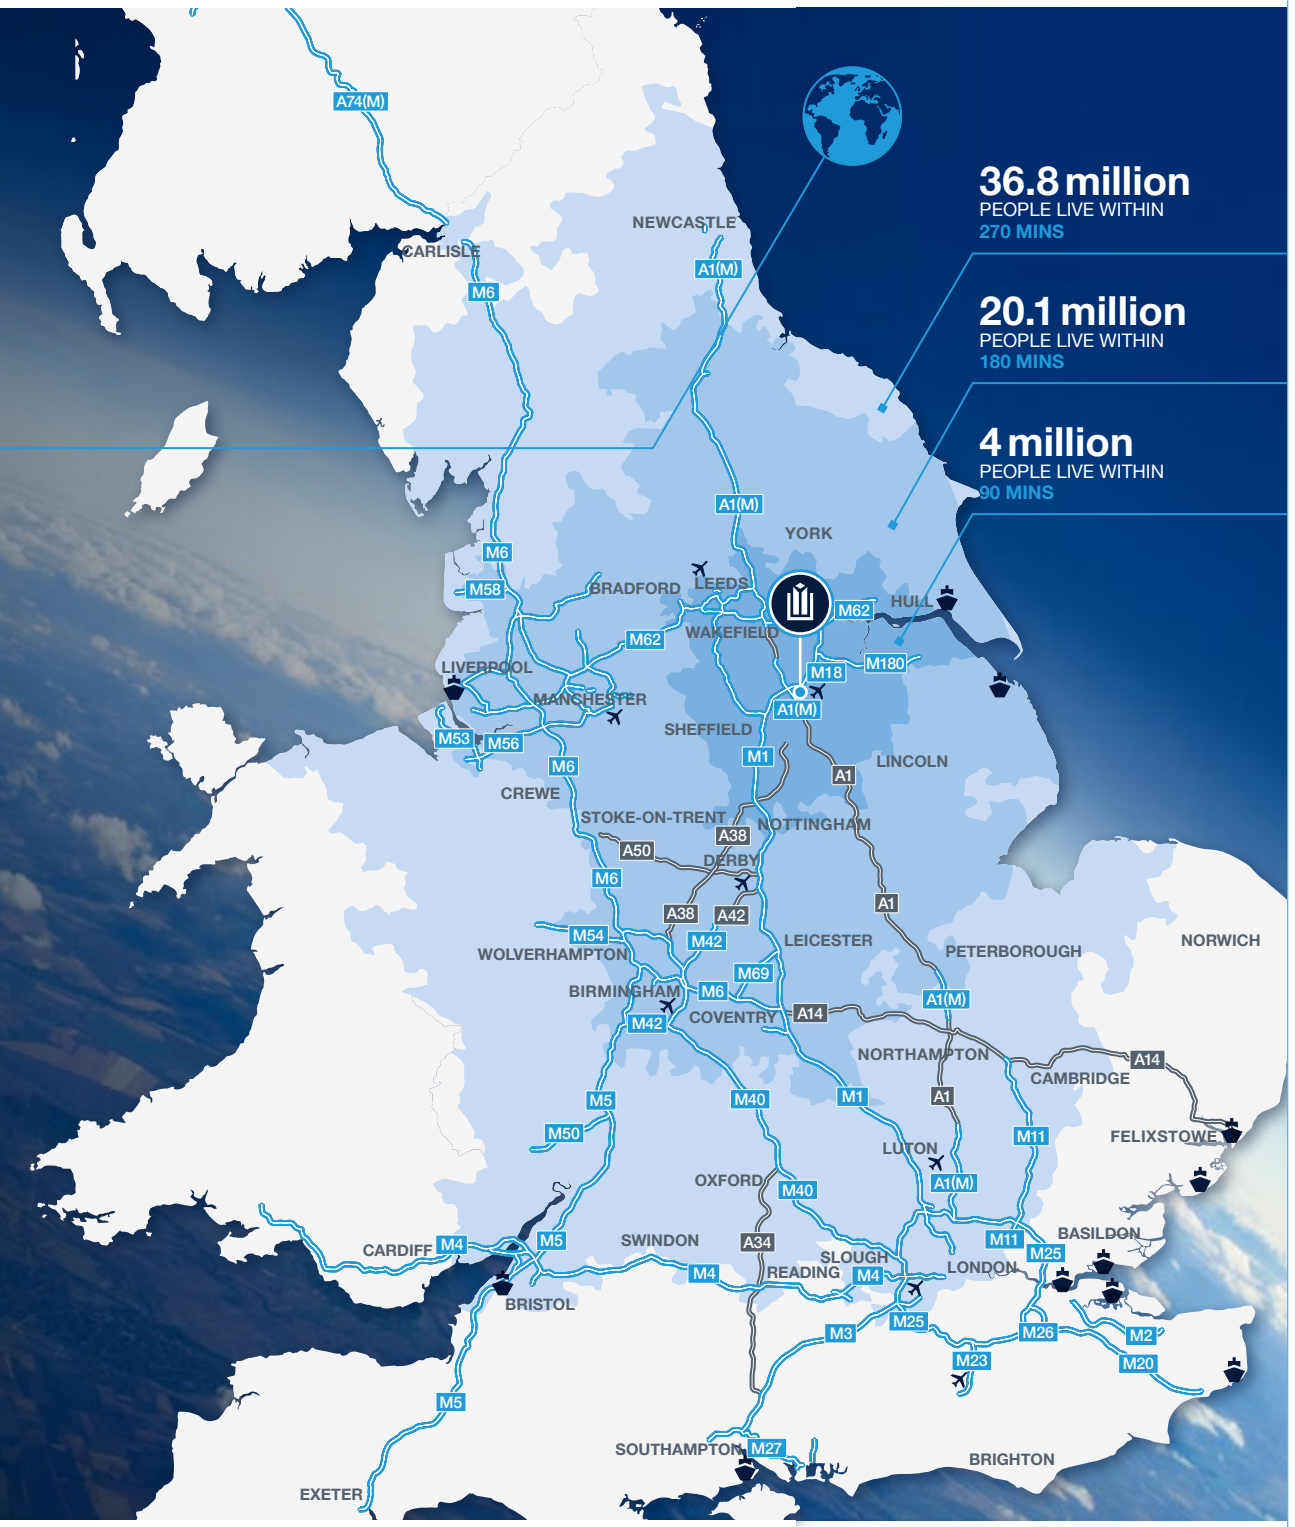 A74(M)
36.8 million
PEOPLE LIVE WITHIN
270 MINS
NEWCASTLE
CARLISLE
A1(M)
M6
20.1 million
PEOPLE LIVE WITHIN
180 MINS
4 million
PEOPLE LIVE WITHIN
90 MINS
A1(M)
YORK
M6
M58
BRADFORD
LEEDS
HULL
M62
WAKEFIELD
M62
LIVERPOOL
M18
M180
MANCHESTER
A1(M)
SHEFFIELD
M53
M56
M1
M6
LINCOLN
A1
CREWE
STOKE-ON-TRENT
NOTTINGHAM
A38
A50
DERBY
M6
A1
A38
A42
M54
M42
LEICESTER
NORWICH
WOLVERHAMPTON
PETERBOROUGH
M69
BIRMINGHAM
M6
A1(M)
M42
COVENTRY
A14
NORTHAMPTON
A14
CAMBRIDGE
M5
M40
M1
A1
M50
M11
FELIXSTOWE
LUTON
OXFORD
M40
A1(M)
CARDIFF
M4
M5
SWINDON
A34
M11
BASILDON
M25
SLOUGH
LONDON
M4
READING
M4
BRISTOL
M25
M3
M26
M2
M23
M20
M5
SOUTHAMPTON
M27
BRIGHTON
EXETER